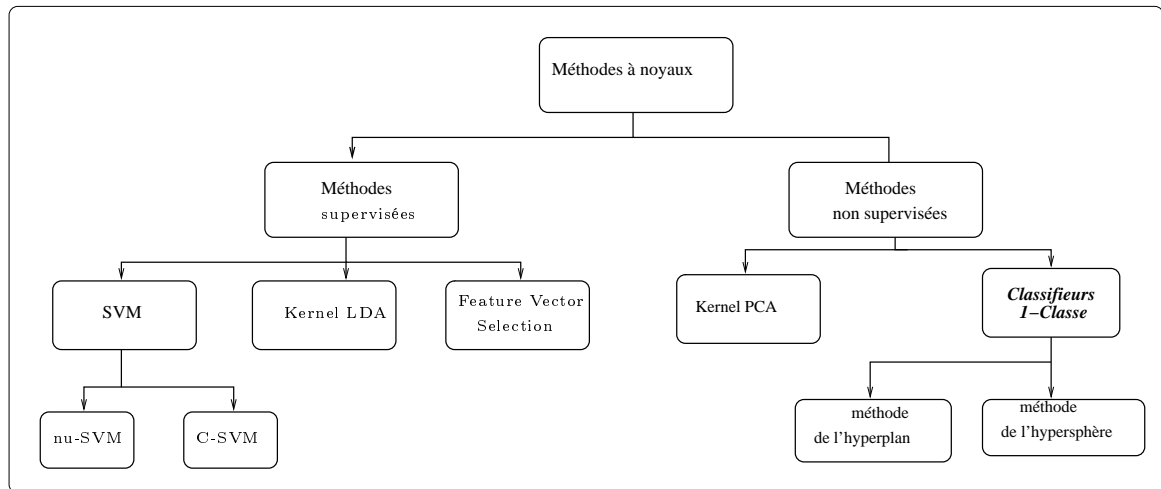 Méthodes à noyaux
Méthodes
supervisées
Méthodes
non supervisées
SVM
Kernel LDA
Feature Vector
Selection
Kernel PCA
Classifieurs
1−Classe
nu-SVM
C-SVM
méthode
de l'hyperplan
méthode
de l'hypersphère